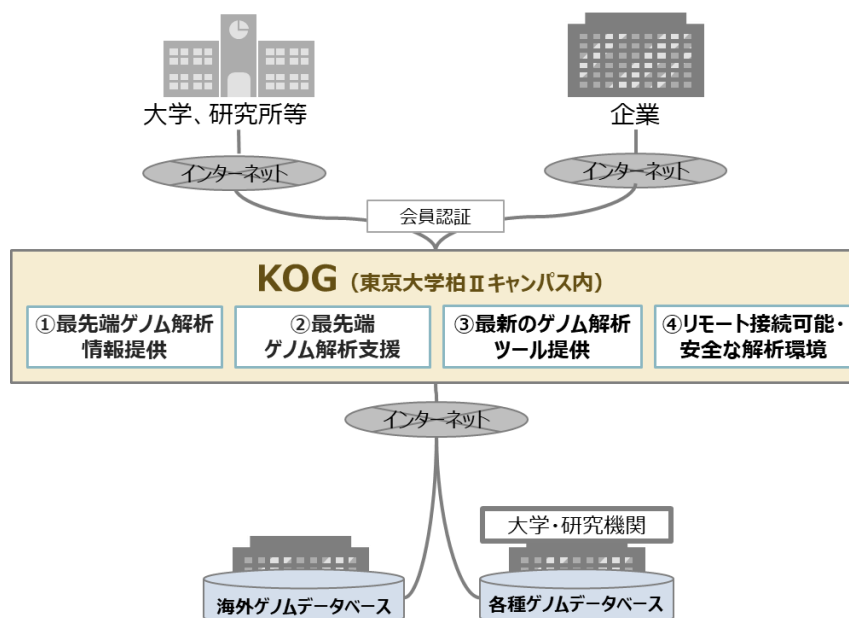 大学、研究所等
企業
インターネット
インターネット
会員認証
KOG（東京大学柏Ⅱキャンパス内）
①最先端ゲノム解析
情報提供
②最先端
ゲノム解析支援
③最新のゲノム解析
ツール提供
④リモート接続可能・
安全な解析環境
インターネット
大学・研究機関
海外ゲノムデータベース
各種ゲノムデータベース